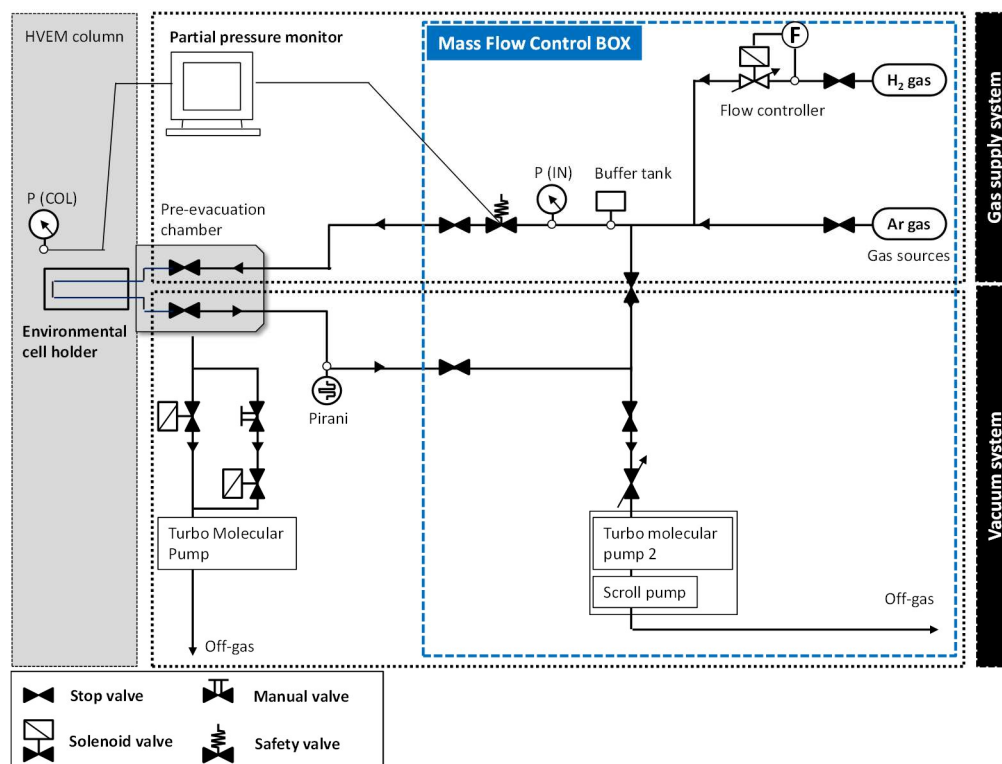 HVEM column
Partial pressure monitor
Mass Flow Control BOX
F
H₂ gas
Flow controller
P (IN)
Buffer tank
P (COL)
Pre-evacuation
chamber
Ar gas
Gas sources
Gas supply system
Environmental
cell holder
Pirani
Vacuum system
Turbo Molecular
Pump
Turbo molecular
pump 2
Scroll pump
Off-gas
Off-gas
Stop valve
Manual valve
Solenoid valve
Safety valve